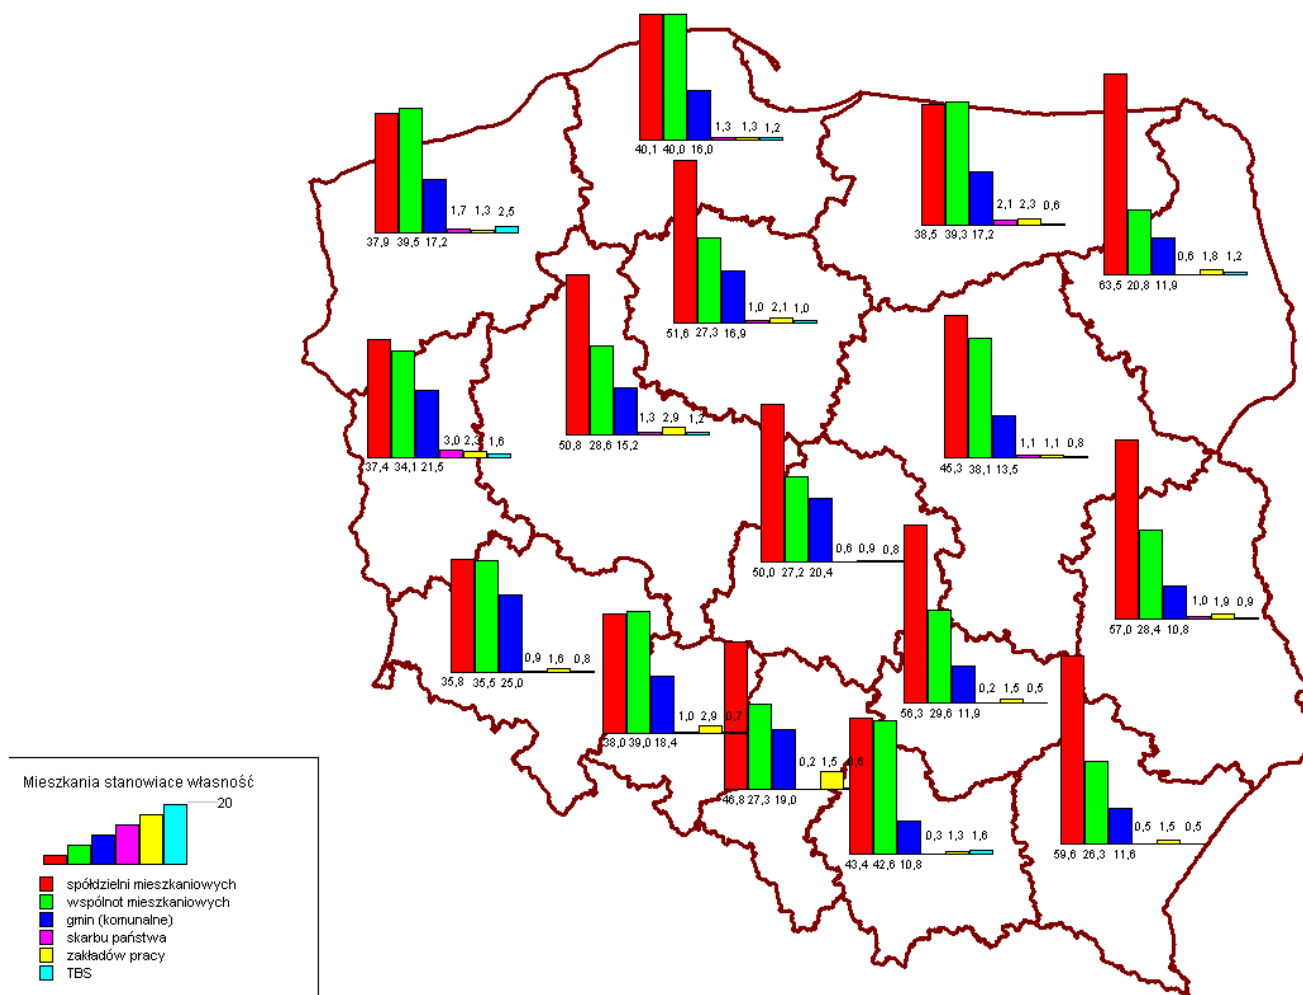 1,3 1,3 1,2
40,1 40,0 16,0
1,7 1,3 2,5
37,9 39,5 17,2
2,1 2,3 0,6
38,5 39,3 17,2
0,6 1,8 1,2
63,5 20,8 11,9
1,0 2,1 1,0
51,6 27,3 16,9
1,3 2,9 1,2
50,8 28,6 15,2
3,0 2,3 1,6
37,4 34,1 21,5
1,1 1,1 0,8
45,3 38,1 13,5
0,6 0,9 0,8
50,0 27,2 20,4
1,0 1,9 0,9
57,0 28,4 10,8
0,9 1,6 0,8
35,8 35,5 25,0
0,2 1,5 0,5
56,3 29,6 11,9
1,0 2,9 0,7
38,0 39,0 18,4
0,2 1,5 0,6
46,8 27,3 19,0
0,3 1,3 1,6
43,4 42,6 10,8
0,5 1,5 0,5
59,6 26,3 11,6
Mieszkania stanowiace własność
20
spółdzielni mieszkaniowych
wspólnot mieszkaniowych
gmin (komunalne)
skarbu państwa
zakładów pracy
TBS